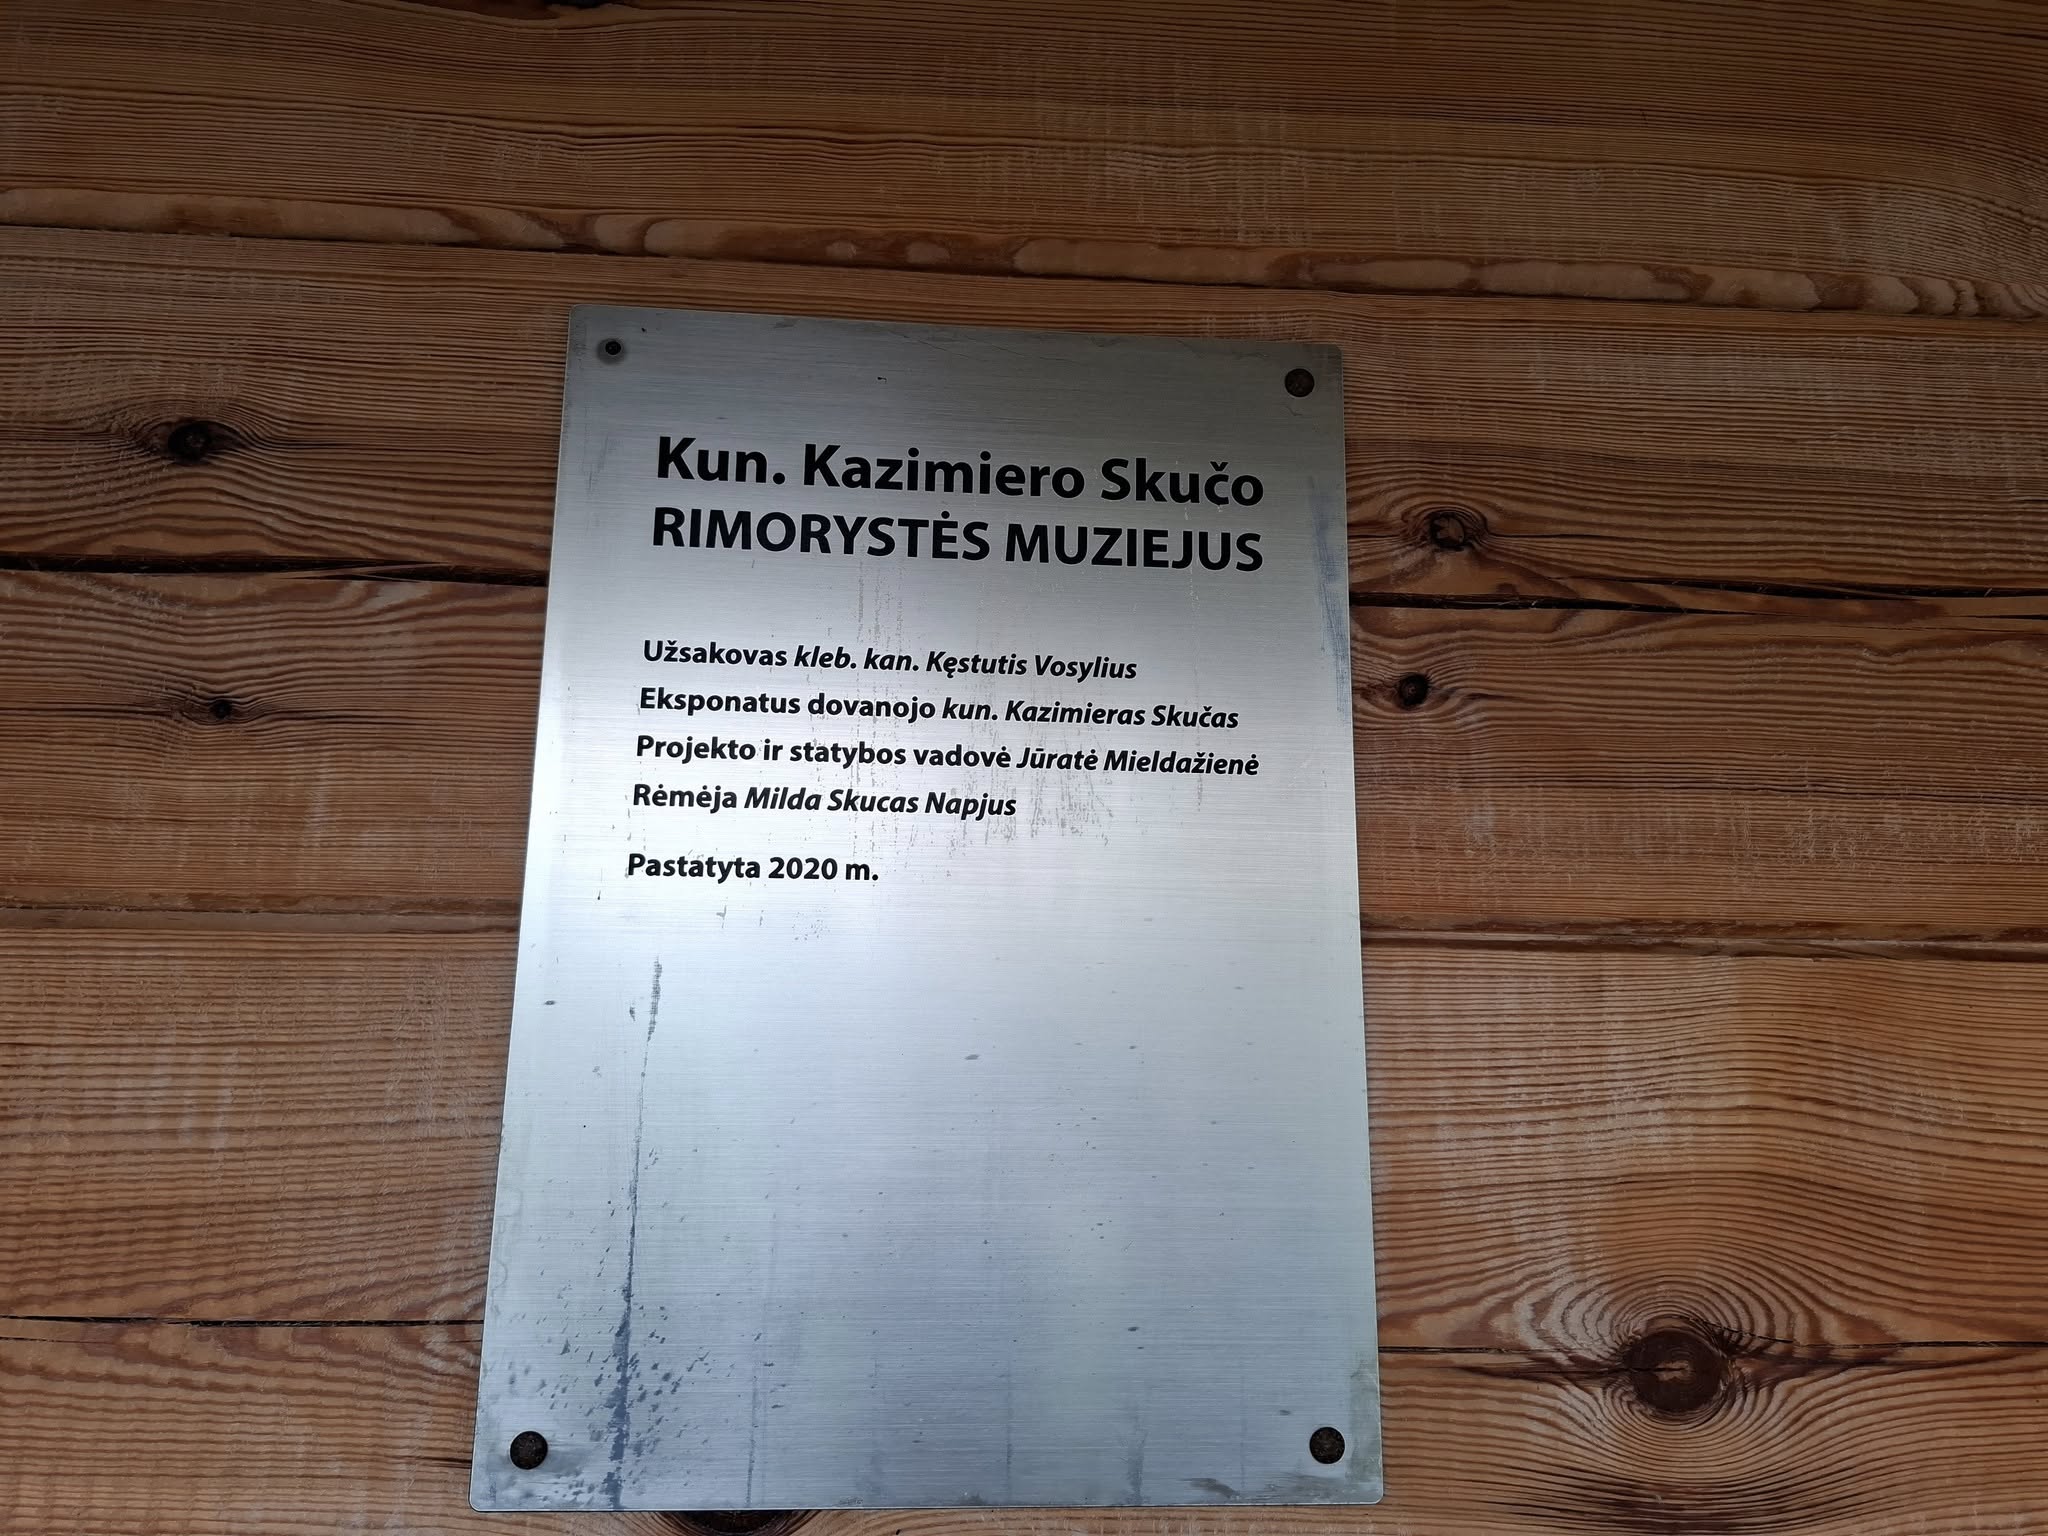 Kun. Kazimiero Skučo
RIMORYSTĖS MUZIEJUS
Užsakovas kleb. kan. Kęstutis Vosylius
Eksponatus dovanojo kun. Kazimieras Skučas
Projekto ir statybos vadovė Jūratė Mieldažienė
Rėmėja Milda Skucas Napjus
Pastatyta 2020 m.